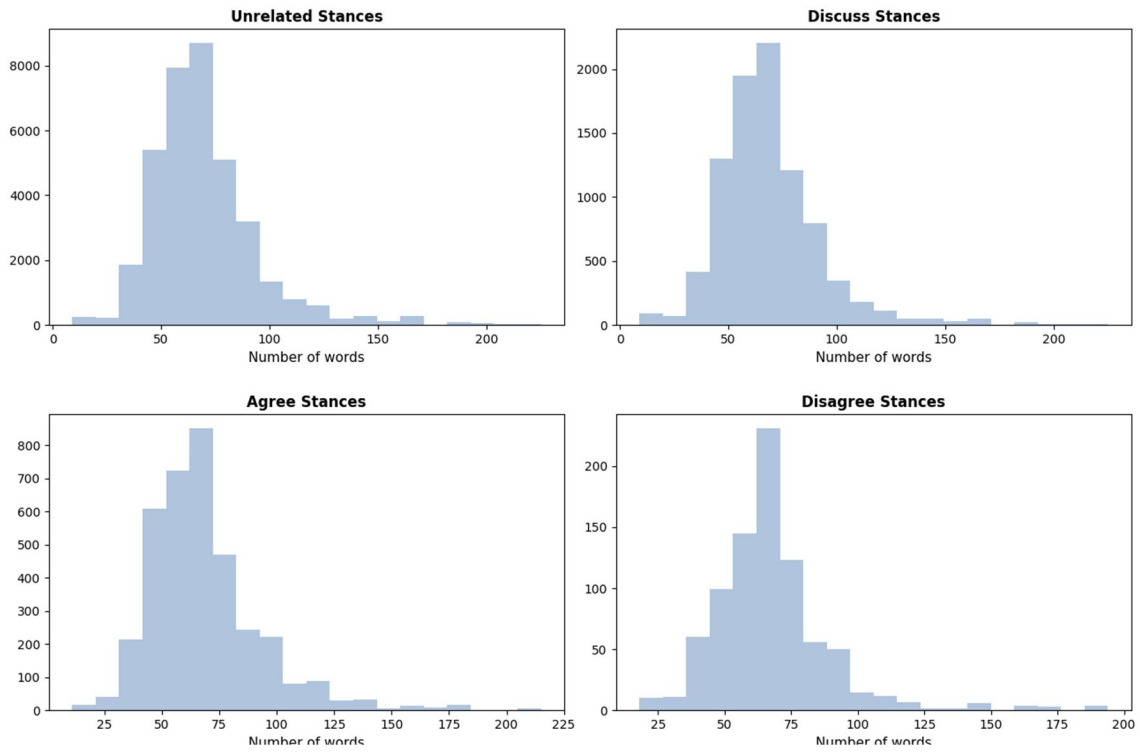 Unrelated Stances
8000
6000
4000
2000
0
0 50 100 150 200
Number of words
Discuss Stances
2000
1500
1000
500
0
0 50 100 150 200
Number of words
Agree Stances
800
700
600
500
400
300
200
100
0
25 50 75 100 125 150 175 200 225
Number of words
Disagree Stances
200
150
100
50
0
25 50 75 100 125 150 175 200
Number of words